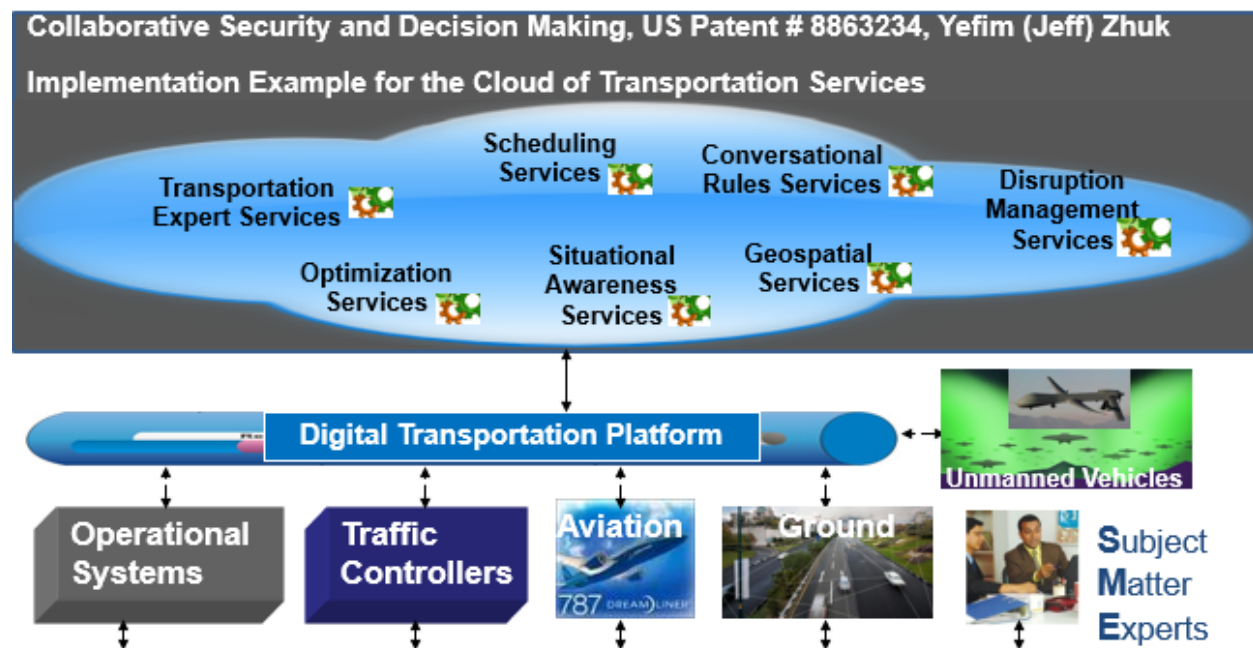 Collaborative Security and Decision Making, US Patent # 8863234, Yefim (Jeff) Zhuk
Implementation Example for the Cloud of Transportation Services
Scheduling
Services
Conversational
Rules Services
Transportation
Expert Services
Disruption
Management
Services
Optimization
Services
Situational
Awareness
Services
Geospatial
Services
Digital Transportation Platform
Unmanned Vehicles
Operational
Systems
Traffic
Controllers
Aviation
787 DREAMLINER
Ground
Subject
Matter
Experts